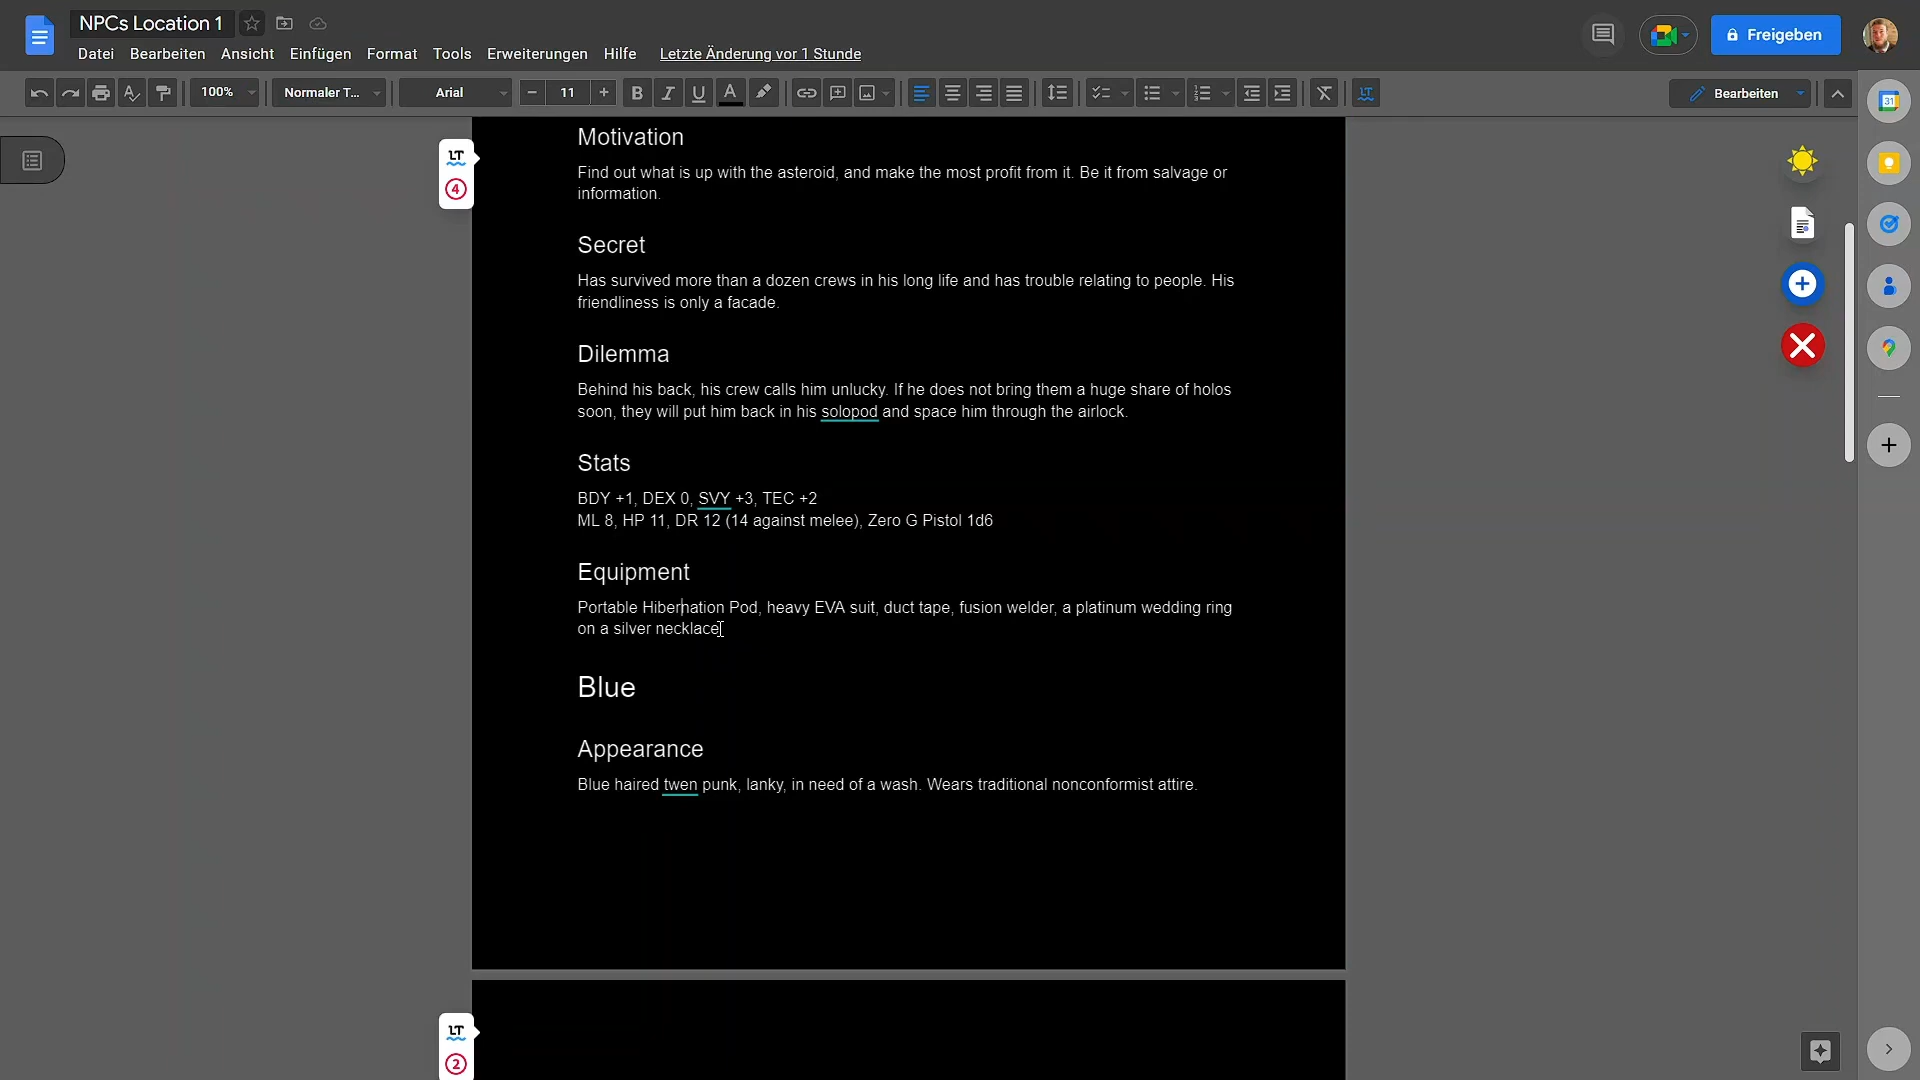 NPCs Location 1
Datei Bearbeiten Ansicht Einfügen Format Tools Erweiterungen Hilfe Letzte Änderung vor 1 Stunde
Freigeben
100% Normaler T... Arial 11 B I U A LT Bearbeiten
31
LT
4
Motivation
Find out what is up with the asteroid, and make the most profit from it. Be it from salvage or
information.
Secret
Has survived more than a dozen crews in his long life and has trouble relating to people. His
friendliness is only a facade.
Dilemma
Behind his back, his crew calls him unlucky. If he does not bring them a huge share of holos
soon, they will put him back in his solopod and space him through the airlock.
Stats
BDY +1, DEX 0, SVY +3, TEC +2
ML 8, HP 11, DR 12 (14 against melee), Zero G Pistol 1d6
Equipment
Portable Hibernation Pod, heavy EVA suit, duct tape, fusion welder, a platinum wedding ring
on a silver necklace
Blue
Appearance
Blue haired twen punk, lanky, in need of a wash. Wears traditional nonconformist attire.
LT
2